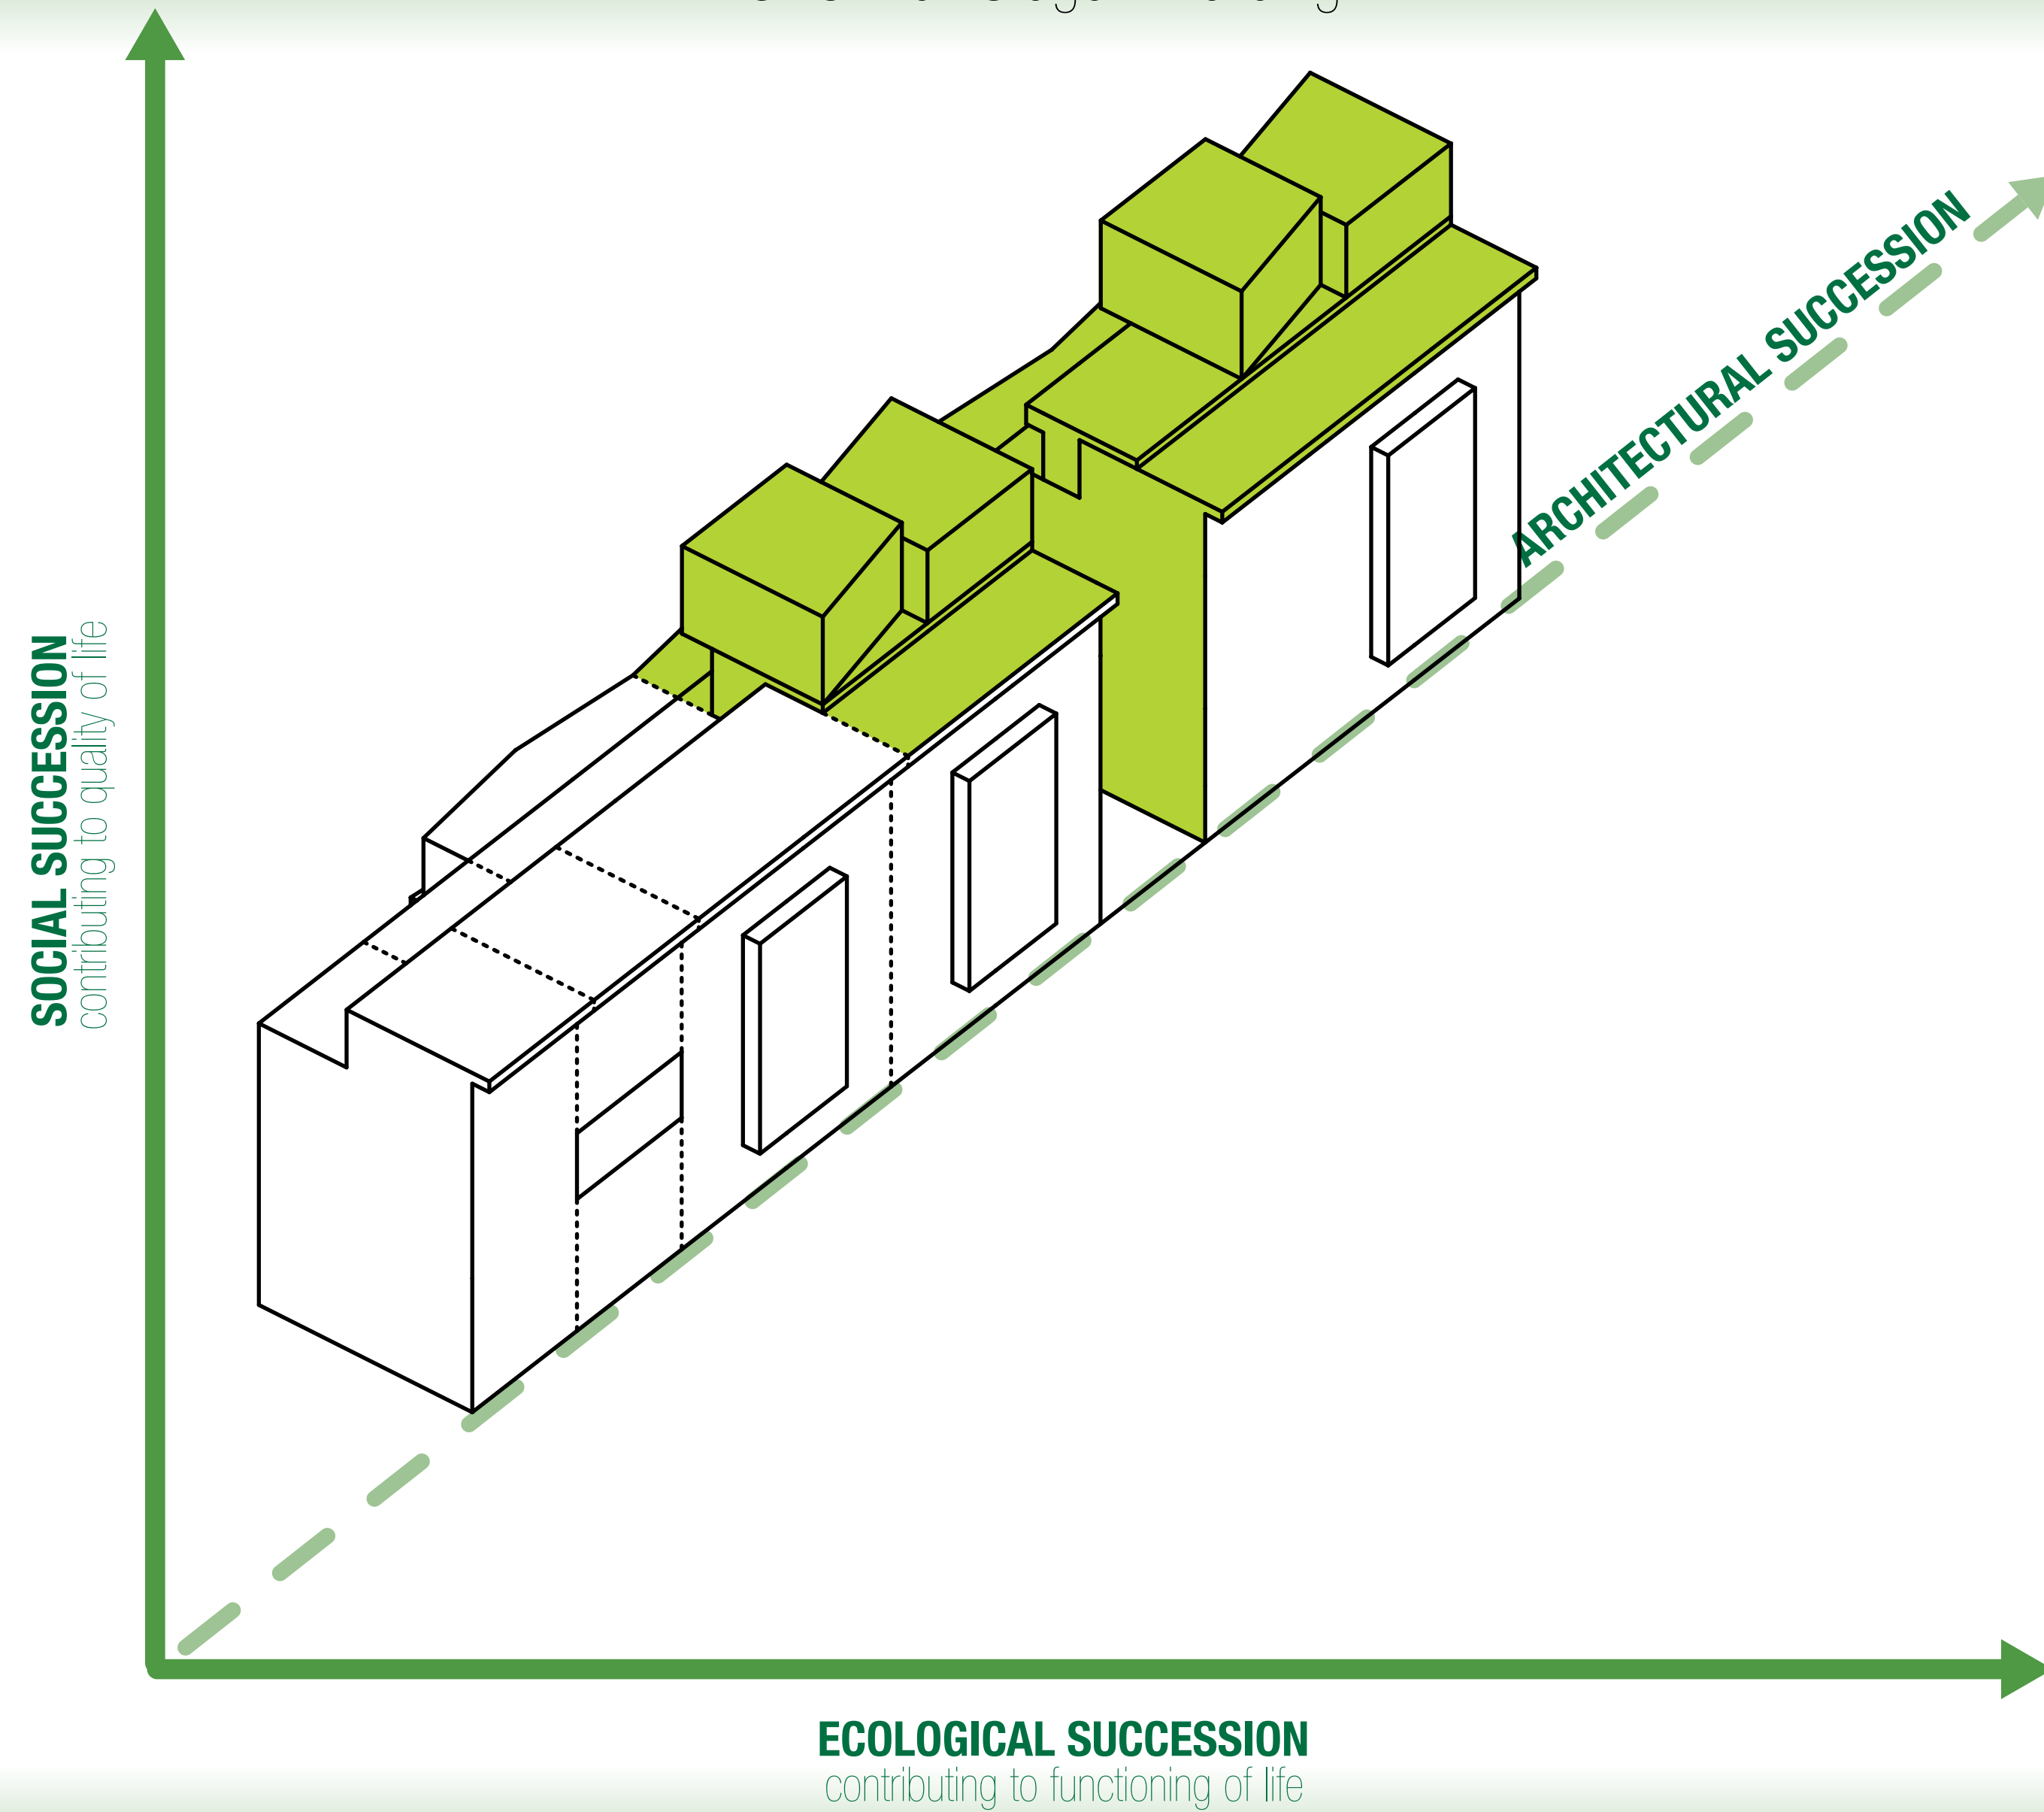 SOCIAL SUCCESSION
contributing to quality of life
ARCHITECTURAL SUCCESSION
ECOLOGICAL SUCCESSION
contributing to functioning of life